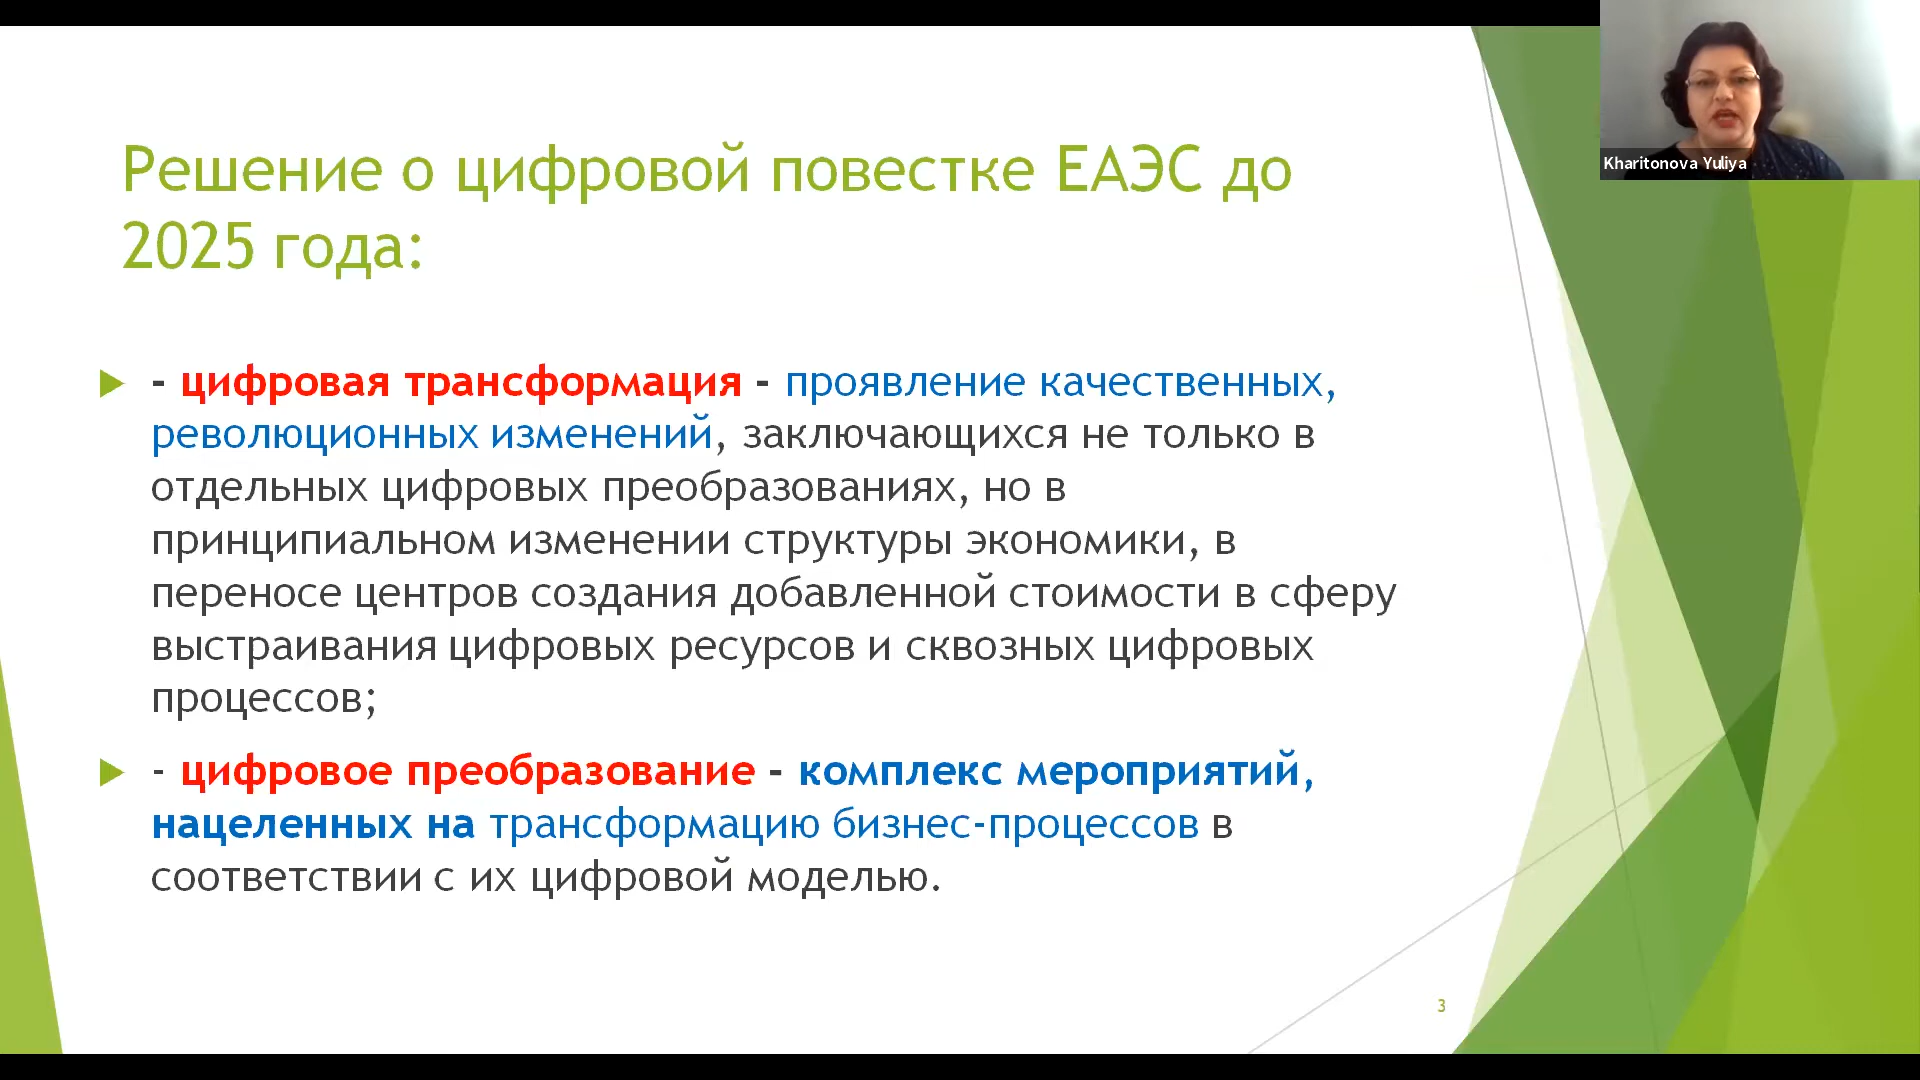 Kharitonova Yuliya
Решение о цифровой повестке ЕАЭС до
2025 года:
- цифровая трансформация - проявление качественных,
революционных изменений, заключающихся не только в
отдельных цифровых преобразованиях, но в
принципиальном изменении структуры экономики, в
переносе центров создания добавленной стоимости в сферу
выстраивания цифровых ресурсов и сквозных цифровых
процессов;
- цифровое преобразование - комплекс мероприятий,
нацеленных на трансформацию бизнес-процессов в
соответствии с их цифровой моделью.
3